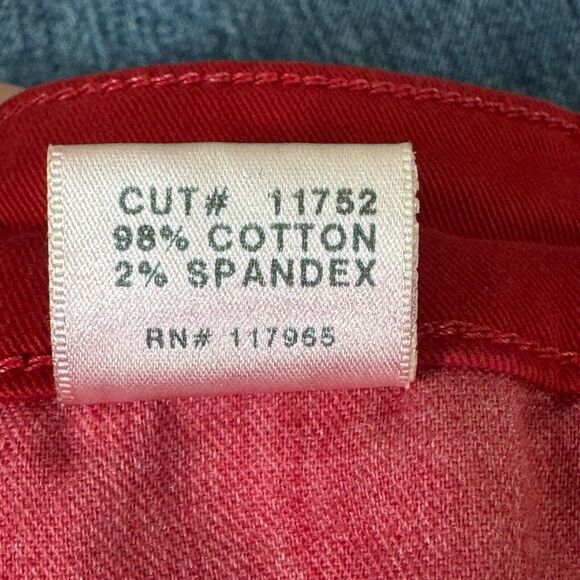 CUT# 11752
98% COTTON
2% SPANDEX
RN# 117965